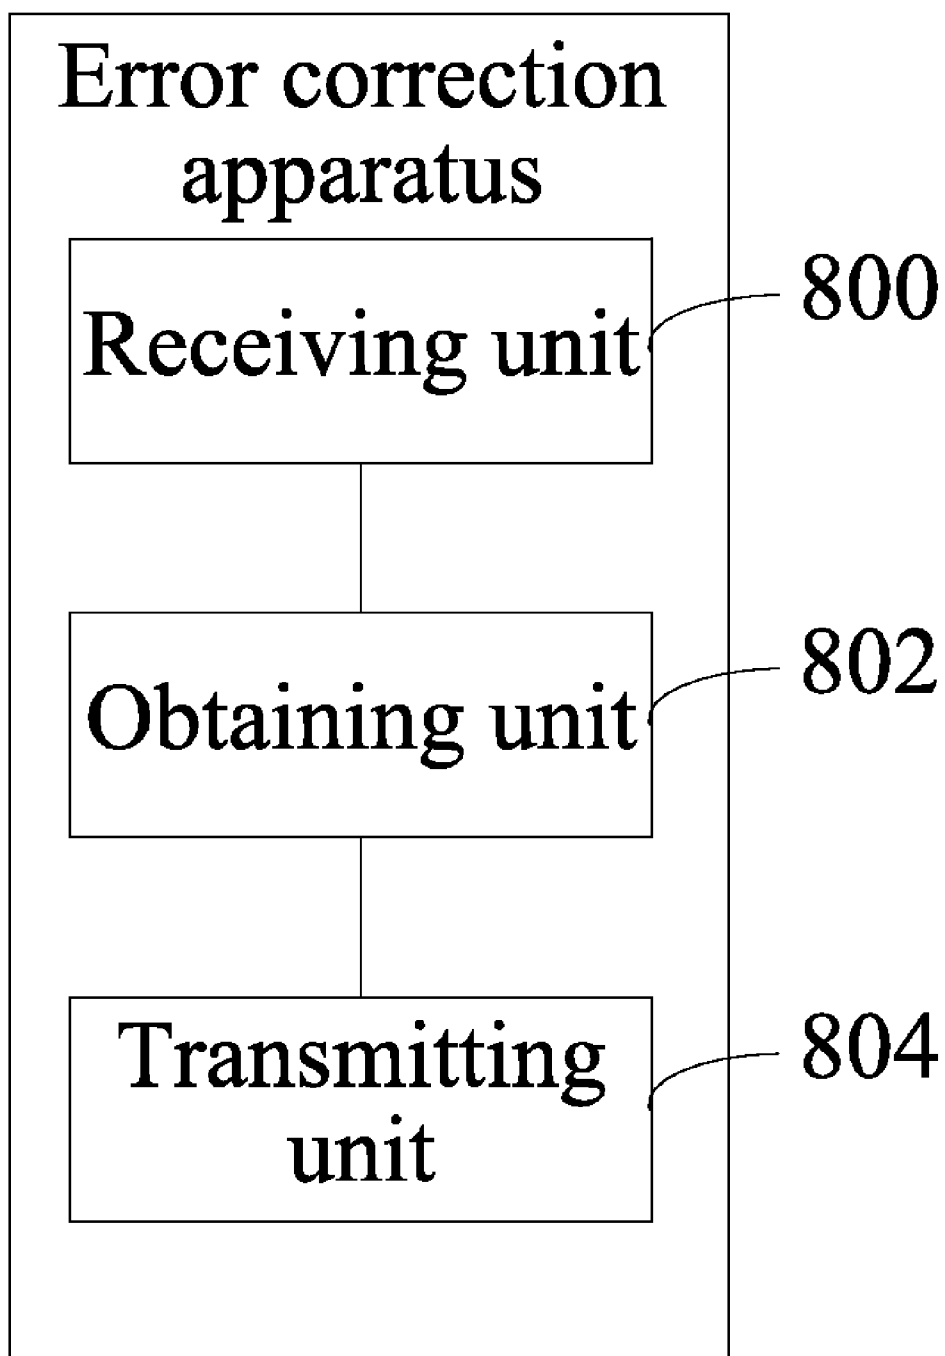 Error correction
apparatus
Receiving unit
800
Obtaining unit
802
Transmitting
unit
804